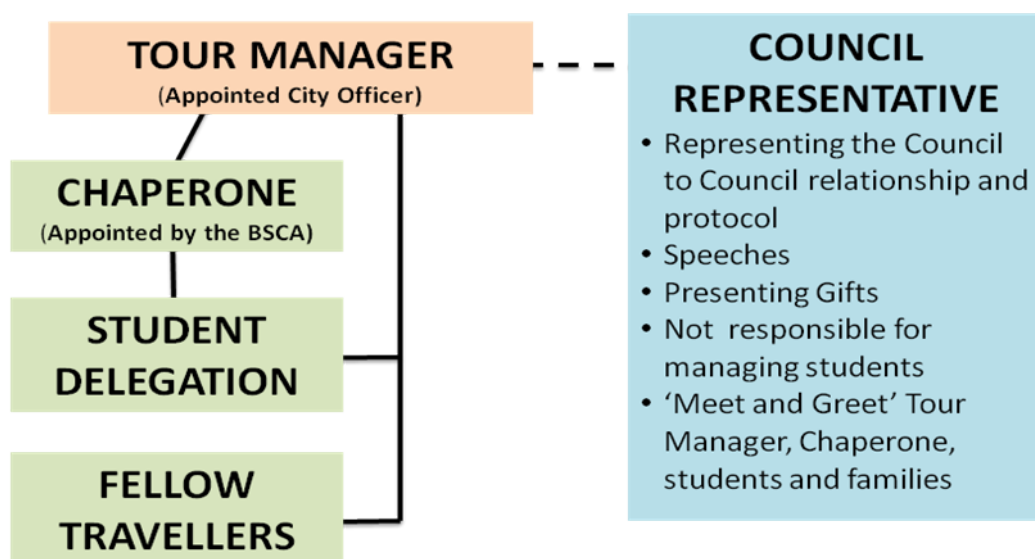 TOUR MANAGER
(Appointed City Officer)
CHAPERONE
(Appointed by the BSCA)
STUDENT
DELEGATION
FELLOW
TRAVELLERS
COUNCIL
REPRESENTATIVE
• Representing the Council
to Council relationship and
protocol
• Speeches
• Presenting Gifts
• Not responsible for
managing students
• ‘Meet and Greet’ Tour
Manager, Chaperone,
students and families